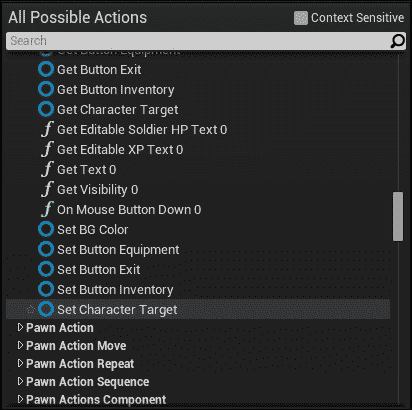 All Possible Actions
Context Sensitive
Search
Get Button Equipment
Get Button Exit
Get Button Inventory
Get Character Target
Get Editable Soldier HP Text 0
Get Editable XP Text 0
Get Text 0
Get Visibility 0
On Mouse Button Down 0
Set BG Color
Set Button Equipment
Set Button Exit
Set Button Inventory
Set Character Target
Pawn Action
Pawn Action Move
Pawn Action Repeat
Pawn Action Sequence
Pawn Actions Component